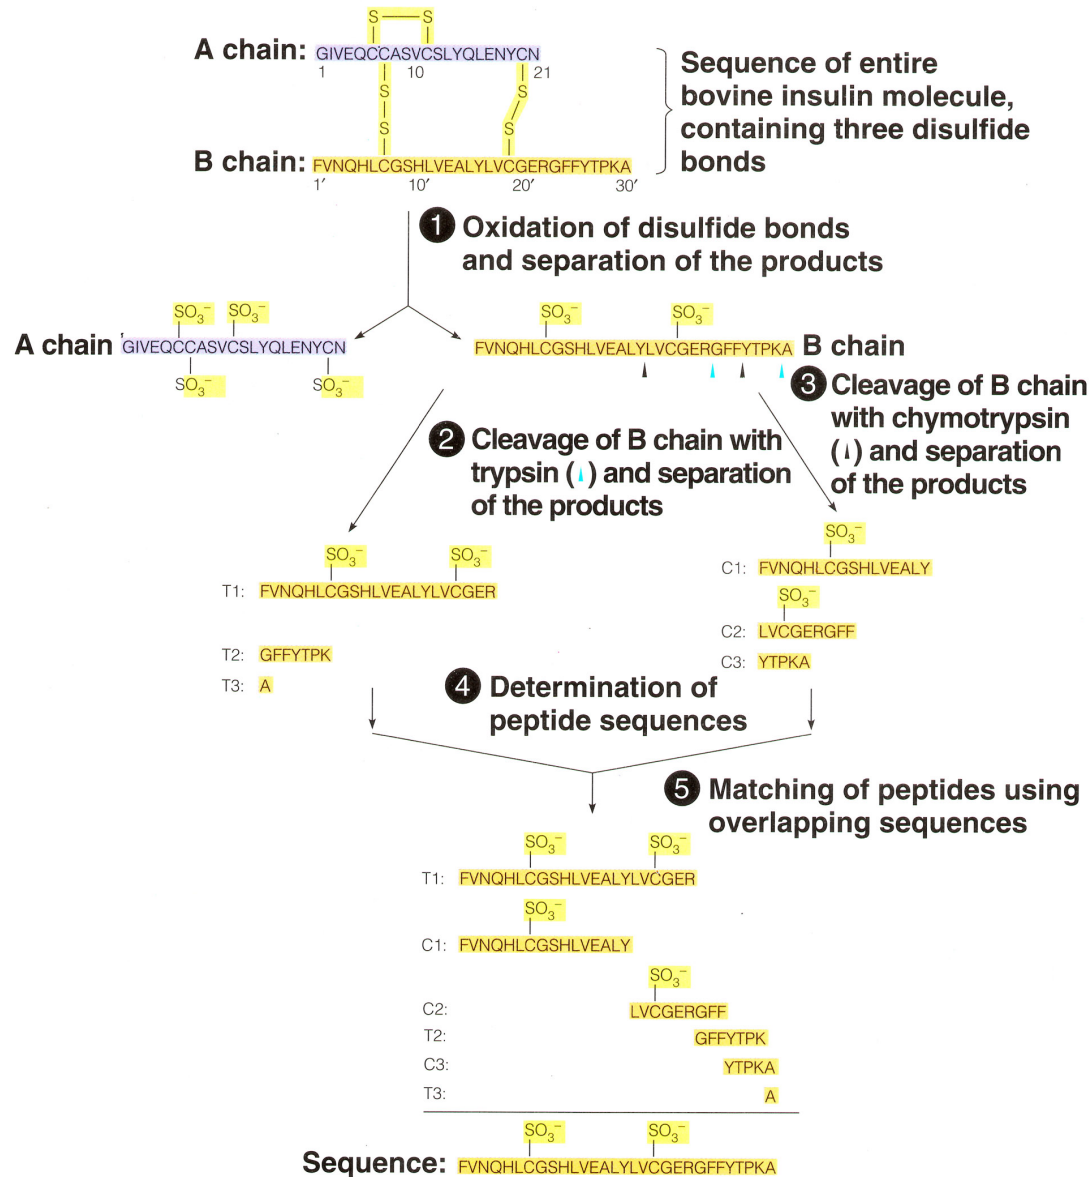 S — S
A chain: GIVEQCCASVCSLYQLENYCN
1 10 21
S S
S S
B chain: FVNQHLCGSHLVEALYLVCGERGFFYTPKA
1′ 10′ 20′ 30′
Sequence of entire
bovine insulin molecule,
containing three disulfide
bonds
1 Oxidation of disulfide bonds
and separation of the products
SO3− SO3−
A chain GIVEQCCASVCSLYQLENYCN
SO3− SO3−
SO3− SO3−
FVNQHLCGSHLVEALYLVCGERGFFYTPKA B chain
2 Cleavage of B chain with
trypsin ( ) and separation
of the products
3 Cleavage of B chain
with chymotrypsin
( ) and separation
of the products
SO3− SO3−
T1: FVNQHLCGSHLVEALYLVCGER
T2: GFFYTPK
T3: A
SO3−
C1: FVNQHLCGSHLVEALY
SO3−
C2: LVCGERGFF
C3: YTPKA
4 Determination of
peptide sequences
5 Matching of peptides using
overlapping sequences
SO3− SO3−
T1: FVNQHLCGSHLVEALYLVCGER
SO3−
C1: FVNQHLCGSHLVEALY
SO3−
C2: LVCGERGFF
T2: GFFYTPK
C3: YTPKA
T3: A
SO3− SO3−
Sequence: FVNQHLCGSHLVEALYLVCGERGFFYTPKA